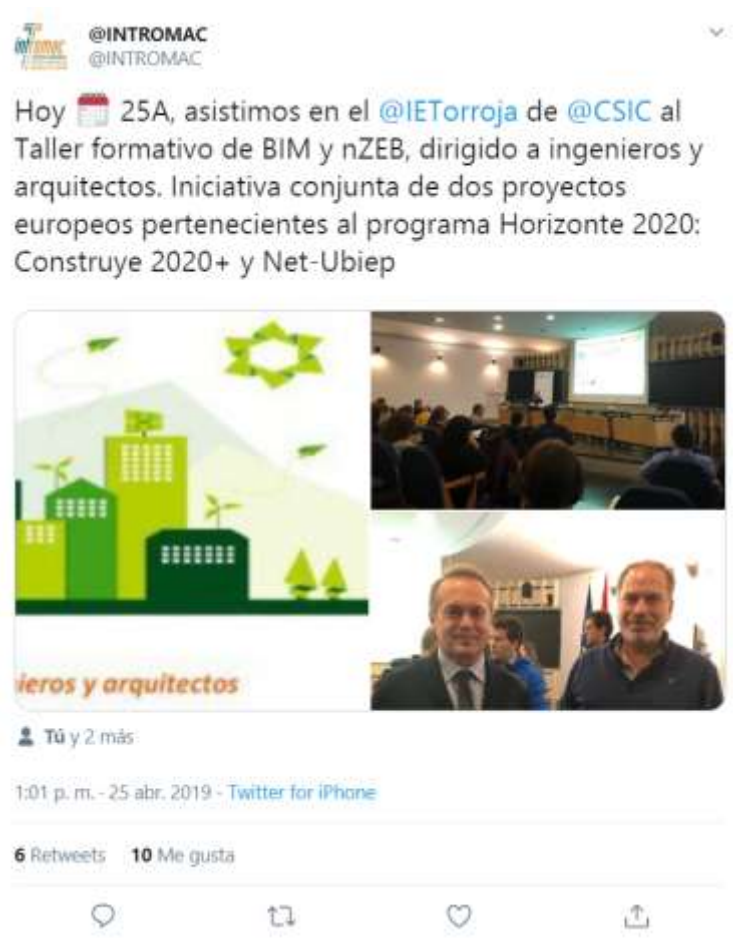 intromac
@INTROMAC
@INTROMAC
Hoy 25A, asistimos en el @IETorroja de @CSIC al
Taller formativo de BIM y nZEB, dirigido a ingenieros y
arquitectos. Iniciativa conjunta de dos proyectos
europeos pertenecientes al programa Horizonte 2020:
Construye 2020+ y Net-Ubiep
ieros y arquitectos
Tú y 2 más
1:01 p. m. - 25 abr. 2019 - Twitter for iPhone
6 Retweets 10 Me gusta